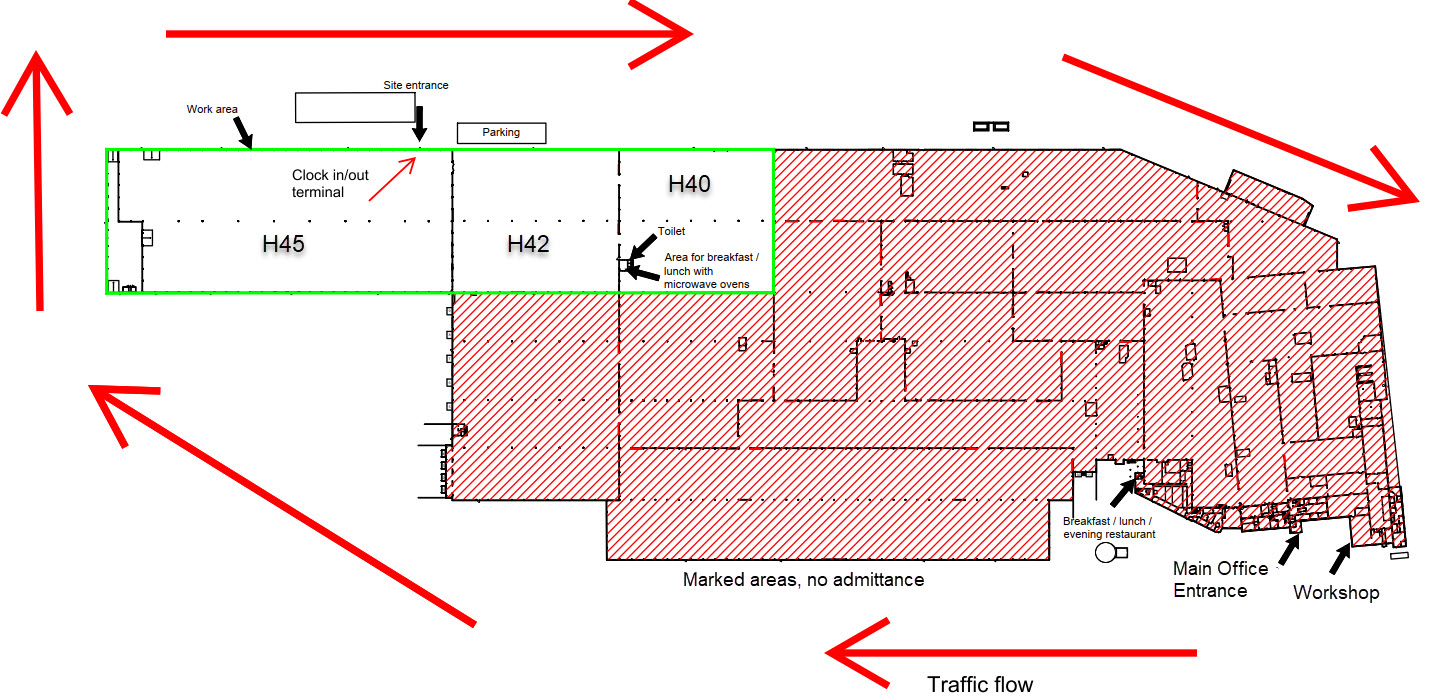 Site entrance
Work area
Parking
Clock in/out
terminal
H40
H45
H42
Toilet
Area for breakfast /
lunch with
microwave ovens
Breakfast / lunch /
evening restaurant
Main Office
Entrance
Workshop
Marked areas, no admittance
Traffic flow